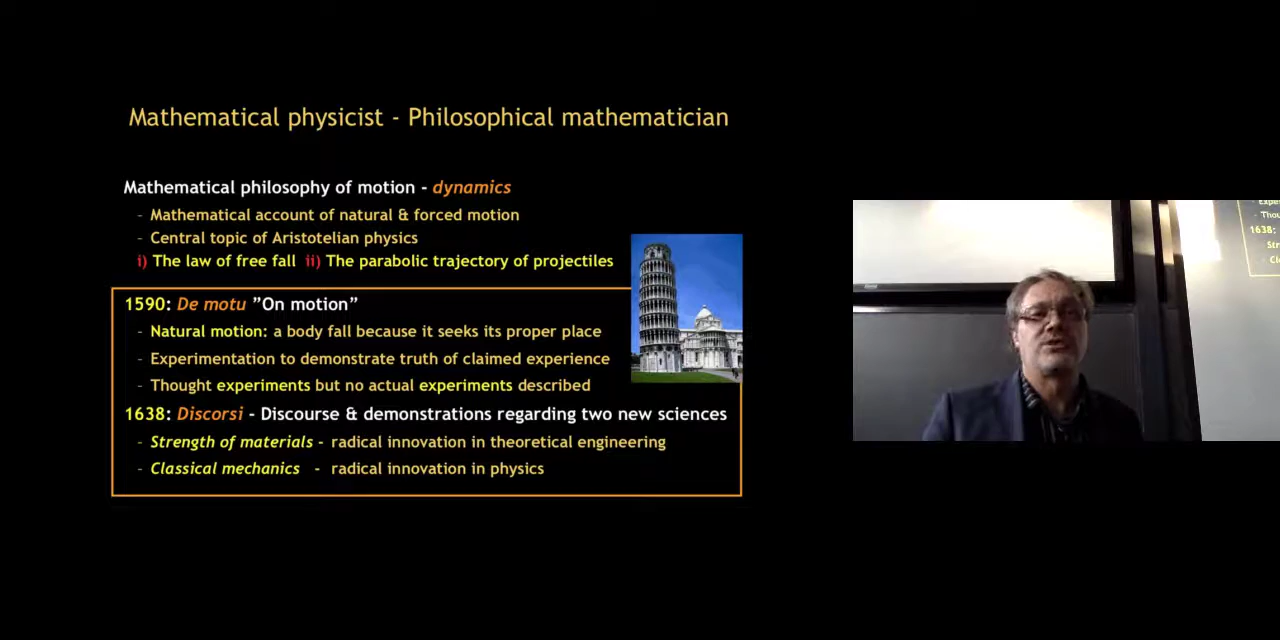 Mathematical physicist - Philosophical mathematician
Mathematical philosophy of motion - dynamics
- Mathematical account of natural & forced motion
- Central topic of Aristotelian physics
i) The law of free fall ii) The parabolic trajectory of projectiles
1590: De motu ”On motion”
- Natural motion: a body fall because it seeks its proper place
- Experimentation to demonstrate truth of claimed experience
- Thought experiments but no actual experiments described
1638: Discorsi - Discourse & demonstrations regarding two new sciences
- Strength of materials - radical innovation in theoretical engineering
- Classical mechanics - radical innovation in physics
1638: